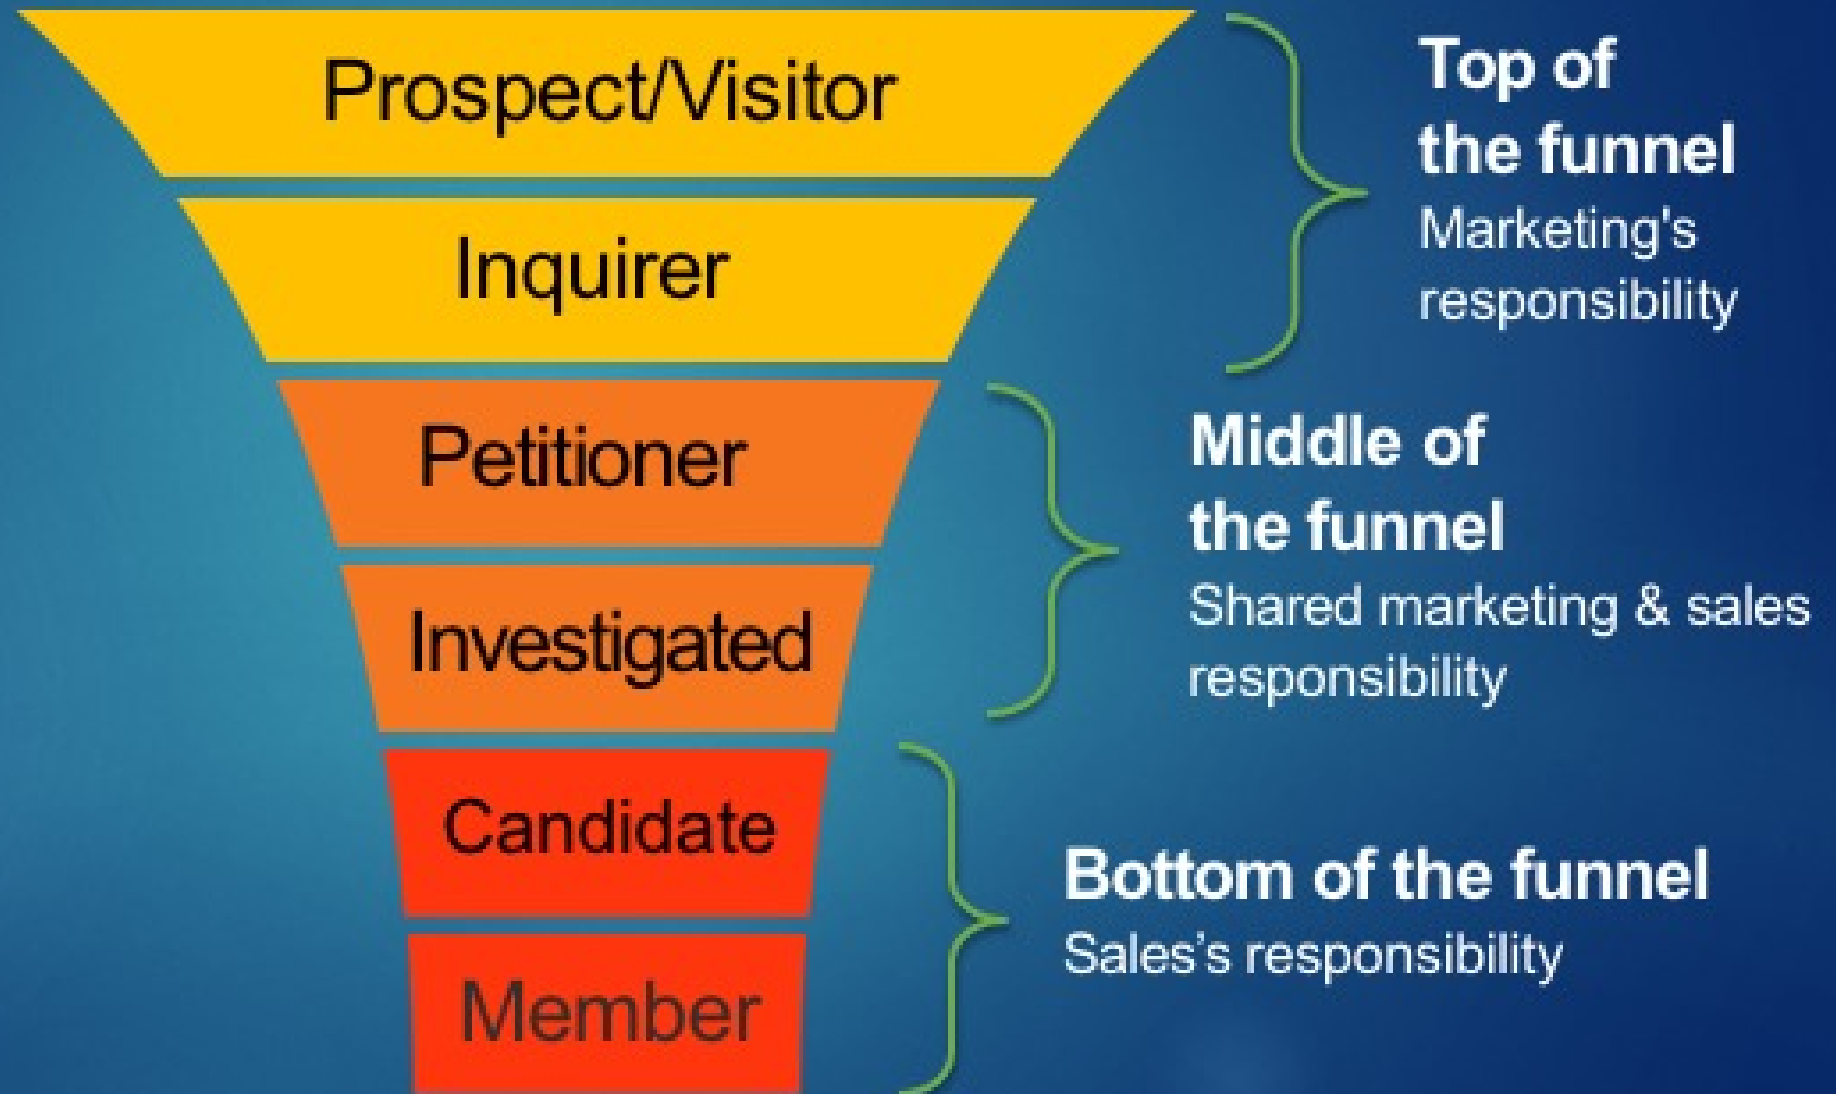 Prospect/Visitor
Inquirer
Petitioner
Investigated
Candidate
Member
Top of
the funnel
Marketing's
responsibility
Middle of
the funnel
Shared marketing & sales
responsibility
Bottom of the funnel
Sales’s responsibility